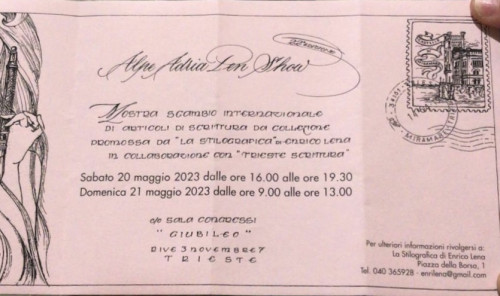 Alpe Adria Pen Show
MOSTRA SCAMBIO INTERNAZIONALE
DI ARTICOLI DI SCRITTURA DA COLLEZIONE
PROMOSSA DA "LA STILOGRAFICA" DI ENRICO LENA
IN COLLABORAZIONE CON "TRIESTE SCRITTURA"
Sabato 20 maggio 2023 dalle ore 16.00 alle ore 19.30
Domenica 21 maggio 2023 dalle ore 9.00 alle ore 13.00
c/o SALA CONGRESSI
"GIUBILEO"
RIVE 3 NOVEMBRE 7
TRIESTE
MIRAMARE
Per ulteriori informazioni rivolgersi a:
La Stilografica di Enrico Lena
Piazza della Borsa, 1
Tel. 040 365928 - enrilena@gmail.com